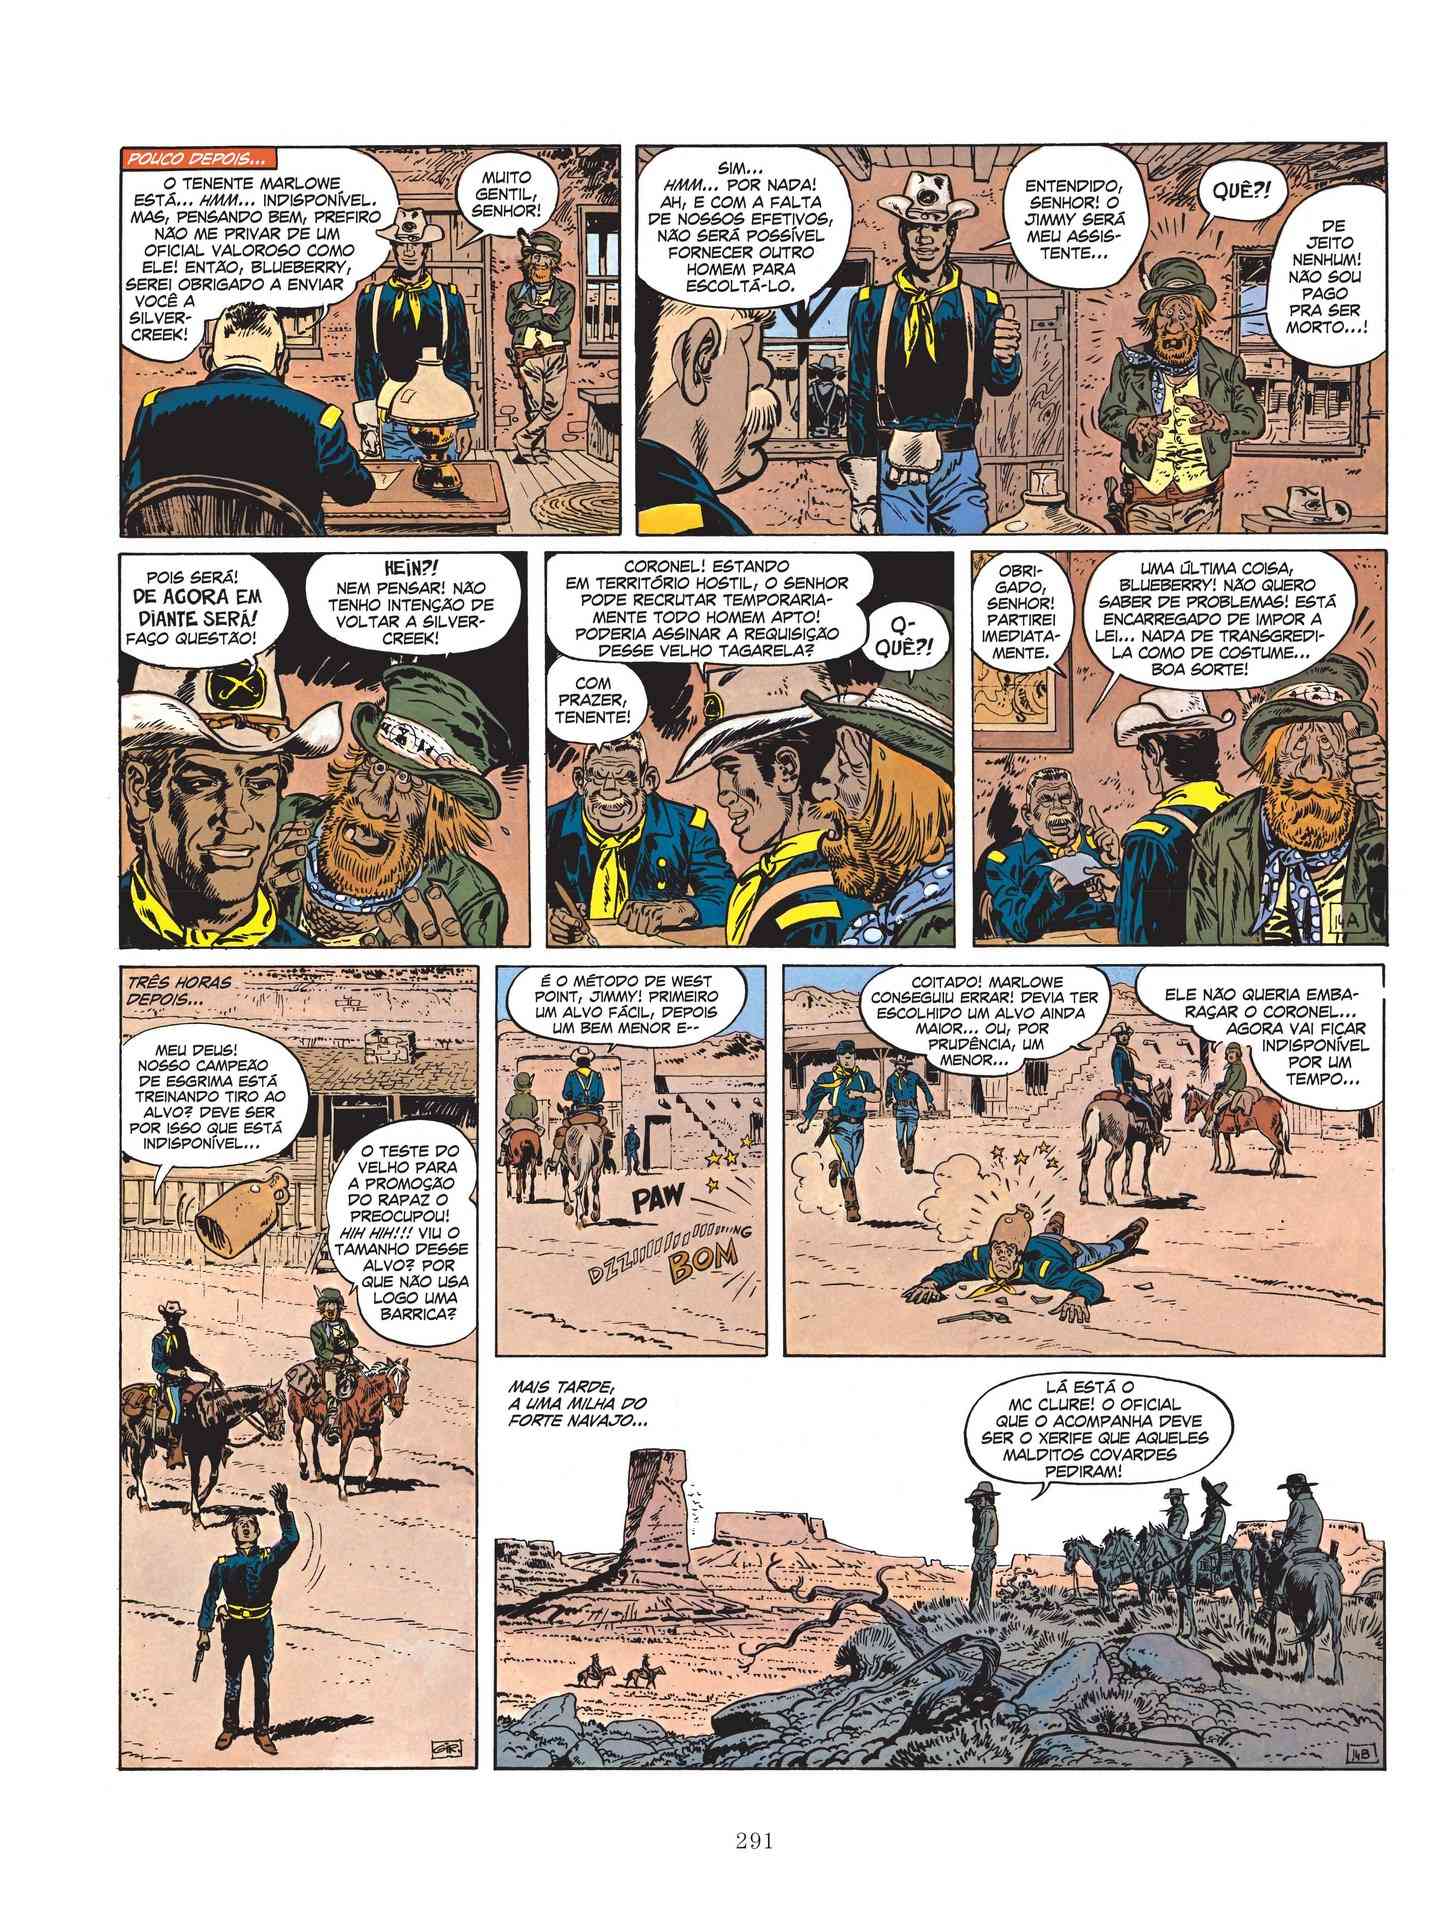 POUCO DEPOIS...
O TENENTE MARLOWE
ESTÁ... HMM... INDISPONÍVEL.
MAS, PENSANDO BEM, PREFIRO
NÃO ME PRIVAR DE UM
OFICIAL VALOROSO COMO
ELE! ENTÃO, BLUEBERRY,
SEREI OBRIGADO A ENVIAR
VOCÊ A
SILVER-
CREEK!
MUITO
GENTIL,
SENHOR!
SIM...
HMM... POR NADA!
AH, E COM A FALTA
DE NOSSOS EFETIVOS,
NÃO SERÁ POSSÍVEL
FORNECER OUTRO
HOMEM PARA
ESCOLTÁ-LO.
ENTENDIDO,
SENHOR! O
JIMMY SERÁ
MEU ASSIS-
TENTE...
QUÊ?!
DE
JEITO
NENHUM!
NÃO SOU
PAGO
PRA SER
MORTO...!
POIS SERÁ!
DE AGORA EM
DIANTE SERÁ!
FAÇO QUESTÃO!
HEIN?!
NEM PENSAR! NÃO
TENHO INTENÇÃO DE
VOLTAR A SILVER-
CREEK!
CORONEL! ESTANDO
EM TERRITÓRIO HOSTIL, O SENHOR
PODE RECRUTAR TEMPORARIA-
MENTE TODO HOMEM APTO!
PODERIA ASSINAR A REQUISIÇÃO
DESSE VELHO TAGARELA?
Q-
QUÊ?!
COM
PRAZER,
TENENTE!
OBRI-
GADO,
SENHOR!
PARTIREI
IMEDIATA-
MENTE.
UMA ÚLTIMA COISA,
BLUEBERRY! NÃO QUERO
SABER DE PROBLEMAS! ESTÁ
ENCARREGADO DE IMPOR A
LEI... NADA DE TRANSGREDI-
LA COMO DE COSTUME...
BOA SORTE!
14A
TRÊS HORAS
DEPOIS...
MEU DEUS!
NOSSO CAMPEÃO
DE ESGRIMA ESTÁ
TREINANDO TIRO AO
ALVO? DEVE SER
POR ISSO QUE ESTÁ
INDISPONÍVEL...
O TESTE DO
VELHO PARA
A PROMOÇÃO
DO RAPAZ O
PREOCUPOU!
HIH HIH!!! VIU O
TAMANHO DESSE
ALVO? POR
QUE NÃO USA
LOGO UMA
BARRICA?
GIR.
É O MÉTODO DE WEST
POINT, JIMMY! PRIMEIRO
UM ALVO FÁCIL, DEPOIS
UM BEM MENOR E--
PAW
BOM
COITADO! MARLOWE
CONSEGUIU ERRAR! DEVIA TER
ESCOLHIDO UM ALVO AINDA
MAIOR... OU, POR
PRUDÊNCIA, UM
MENOR...
ELE NÃO QUERIA EMBA-
RAÇAR O CORONEL...
AGORA VAI FICAR
INDISPONÍVEL
POR UM
TEMPO...
MAIS TARDE,
A UMA MILHA DO
FORTE NAVAJO...
LÁ ESTÁ O
MC CLURE! O OFICIAL
QUE O ACOMPANHA DEVE
SER O XERIFE QUE AQUELES
MALDITOS COVARDES
PEDIRAM!
14B
291